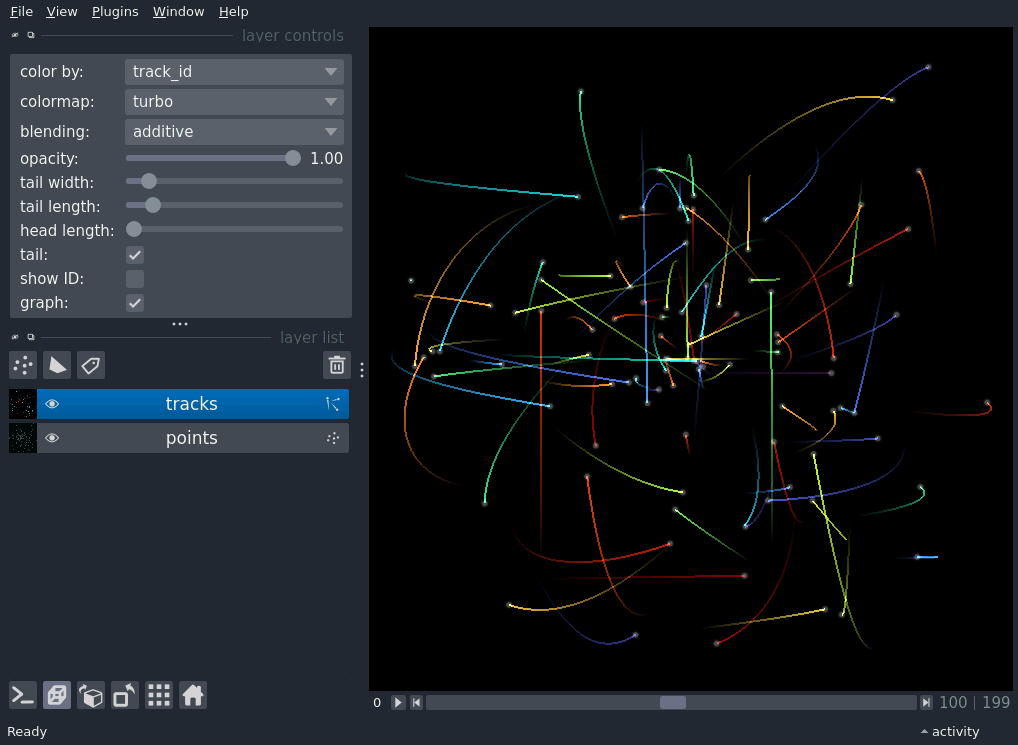 File View Plugins Window Help
layer controls
color by: track_id
colormap: turbo
blending: additive
opacity: 1.00
tail width:
tail length:
head length:
tail:
show ID:
graph:
layer list
tracks
points
0 100 | 199
Ready activity